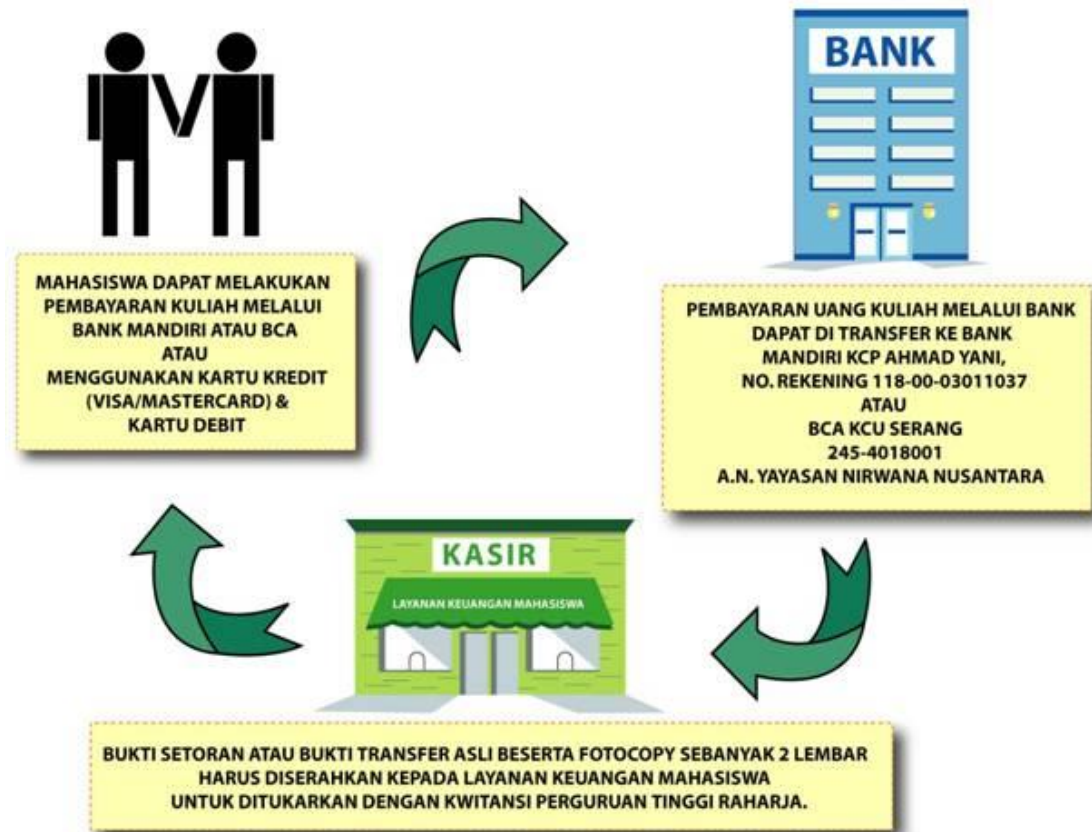 MAHASISWA DAPAT MELAKUKAN
PEMBAYARAN KULIAH MELALUI
BANK MANDIRI ATAU BCA
ATAU
MENGGUNAKAN KARTU KREDIT
(VISA/MASTERCARD) &
KARTU DEBIT
BANK
PEMBAYARAN UANG KULIAH MELALUI BANK
DAPAT DI TRANSFER KE BANK
MANDIRI KCP AHMAD YANI,
NO. REKENING 118-00-03011037
ATAU
BCA KCU SERANG
245-4018001
A.N. YAYASAN NIRWANA NUSANTARA
KASIR
LAYANAN KEUANGAN MAHASISWA
BUKTI SETORAN ATAU BUKTI TRANSFER ASLI BESERTA FOTOCOPY SEBANYAK 2 LEMBAR
HARUS DISERAHKAN KEPADA LAYANAN KEUANGAN MAHASISWA
UNTUK DITUKARKAN DENGAN KWITANSI PERGURUAN TINGGI RAHARJA.